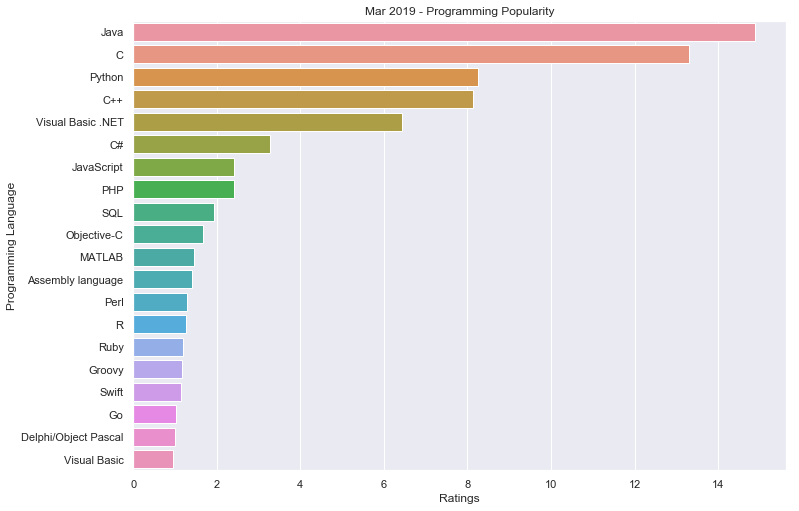 Mar 2019 - Programming Popularity
Programming Language
Java
C
Python
C++
Visual Basic .NET
C#
JavaScript
PHP
SQL
Objective-C
MATLAB
Assembly language
Perl
R
Ruby
Groovy
Swift
Go
Delphi/Object Pascal
Visual Basic
0 2 4 6 8 10 12 14
Ratings